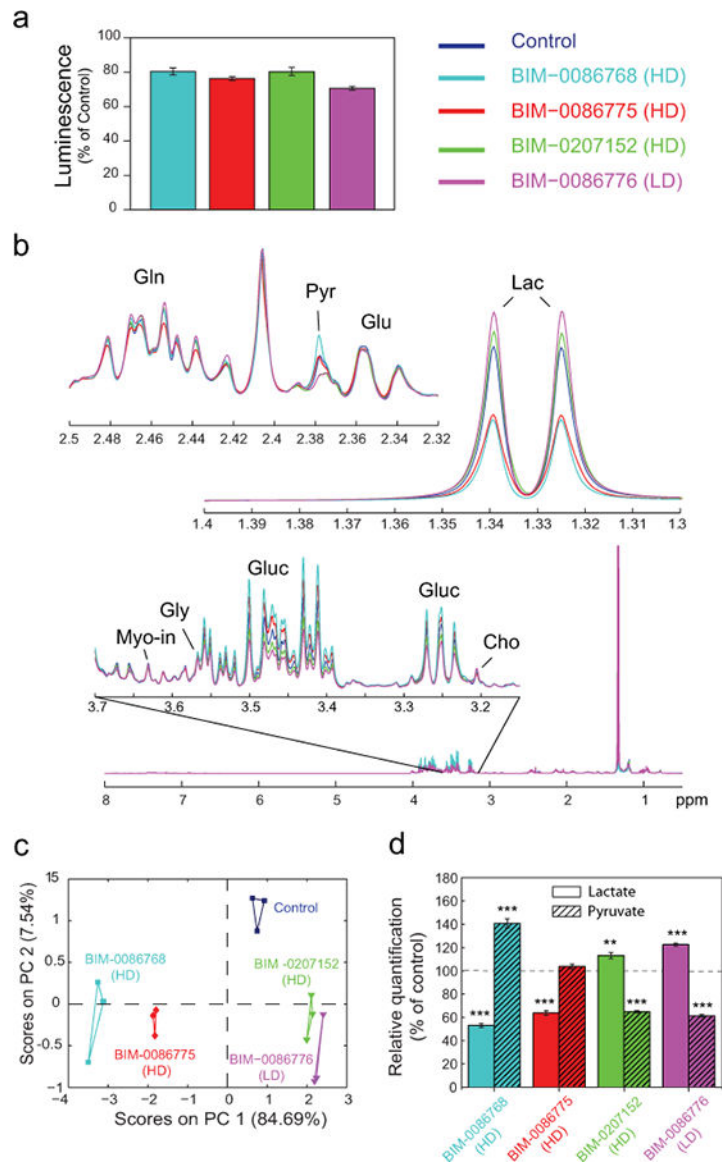 a
Luminescence
(% of Control)
100
80
60
40
20
0
Control
BIM-0086768 (HD)
BIM-0086775 (HD)
BIM-0207152 (HD)
BIM-0086776 (LD)
b
Gln
Pyr
Glu
2.5 2.48 2.46 2.44 2.42 2.4 2.38 2.36 2.34 2.32
Lac
1.4 1.39 1.38 1.37 1.36 1.35 1.34 1.33 1.32 1.31 1.3
Gluc
Gluc
Gly
Myo-in
Cho
3.7 3.6 3.5 3.4 3.3 3.2
8 7 6 5 4 3 2 1 ppm
c
Scores on PC 2 (7.54%)
15
1
0.5
0
-0.5
-1
Control
BIM-0086768
(HD)
BIM -0207152
(HD)
BIM-0086775
(HD)
BIM-0086776
(LD)
-4 -3 -2 -1 0 1 2 3
Scores on PC 1 (84.69%)
d
Relative quantification
(% of control)
180
160
140
120
100
80
60
40
20
0
Lactate
Pyruvate
***
***
***
**
***
***
***
BIM-0086768
(HD)
BIM-0086775
(HD)
BIM-0207152
(HD)
BIM-0086776
(LD)